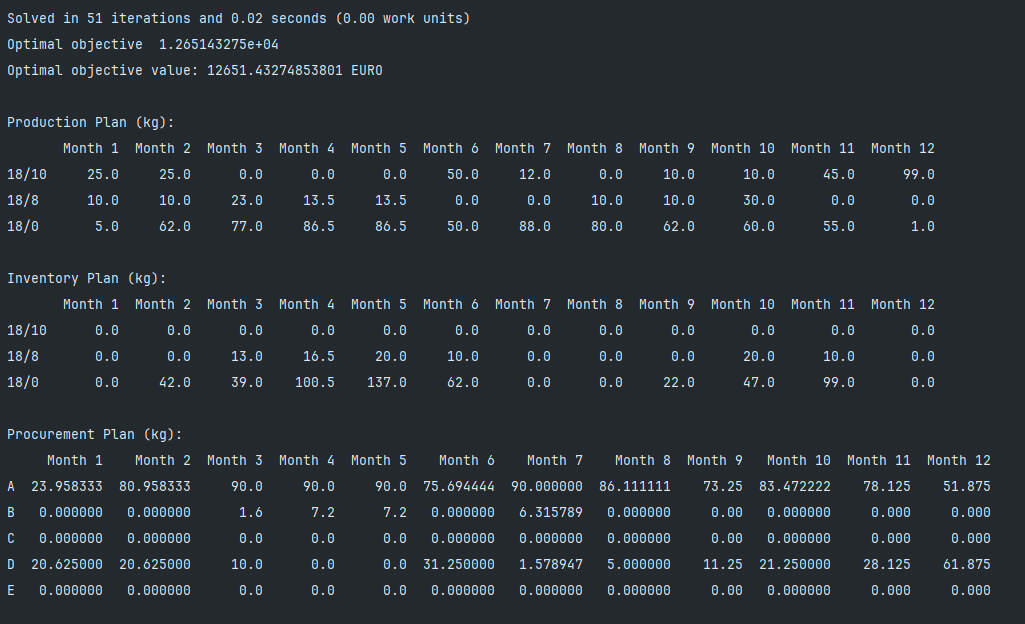 Solved in 51 iterations and 0.02 seconds (0.00 work units)
Optimal objective  1.265143275e+04
Optimal objective value: 12651.43274853801 EURO

Production Plan (kg):
       Month 1  Month 2  Month 3  Month 4  Month 5  Month 6  Month 7  Month 8  Month 9  Month 10  Month 11  Month 12
18/10     25.0     25.0      0.0      0.0      0.0     50.0     12.0      0.0     10.0      10.0      45.0      99.0
18/8      10.0     10.0     23.0     13.5     13.5      0.0      0.0     10.0     10.0      30.0       0.0       0.0
18/0       5.0     62.0     77.0     86.5     86.5     50.0     88.0     80.0     62.0      60.0      55.0       1.0

Inventory Plan (kg):
       Month 1  Month 2  Month 3  Month 4  Month 5  Month 6  Month 7  Month 8  Month 9  Month 10  Month 11  Month 12
18/10      0.0      0.0      0.0      0.0      0.0      0.0      0.0      0.0      0.0       0.0       0.0       0.0
18/8       0.0      0.0     13.0     16.5     20.0     10.0      0.0      0.0      0.0      20.0      10.0       0.0
18/0       0.0     42.0     39.0    100.5    137.0     62.0      0.0      0.0     22.0      47.0      99.0       0.0

Procurement Plan (kg):
     Month 1    Month 2  Month 3  Month 4  Month 5    Month 6    Month 7    Month 8  Month 9   Month 10  Month 11  Month 12
A  23.958333  80.958333     90.0     90.0     90.0  75.694444  90.000000  86.111111    73.25  83.472222    78.125    51.875
B   0.000000   0.000000      1.6      7.2      7.2   0.000000   6.315789   0.000000     0.00   0.000000     0.000     0.000
C   0.000000   0.000000      0.0      0.0      0.0   0.000000   0.000000   0.000000     0.00   0.000000     0.000     0.000
D  20.625000  20.625000     10.0      0.0      0.0  31.250000   1.578947   5.000000    11.25  21.250000    28.125    61.875
E   0.000000   0.000000      0.0      0.0      0.0   0.000000   0.000000   0.000000     0.00   0.000000     0.000     0.000